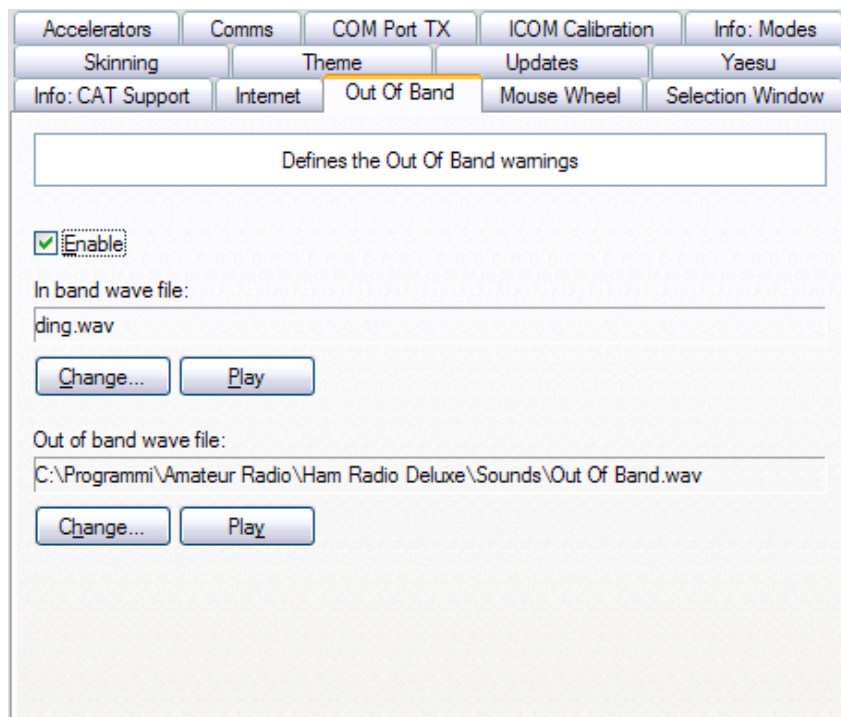 Accelerators Comms COM Port TX ICOM Calibration Info: Modes
Skinning Theme Updates Yaesu
Info: CAT Support Internet Out Of Band Mouse Wheel Selection Window
Defines the Out Of Band warnings
Enable
In band wave file:
ding.wav
Change... Play
Out of band wave file:
C:\Programmi\Amateur Radio\Ham Radio Deluxe\Sounds\Out Of Band.wav
Change... Play